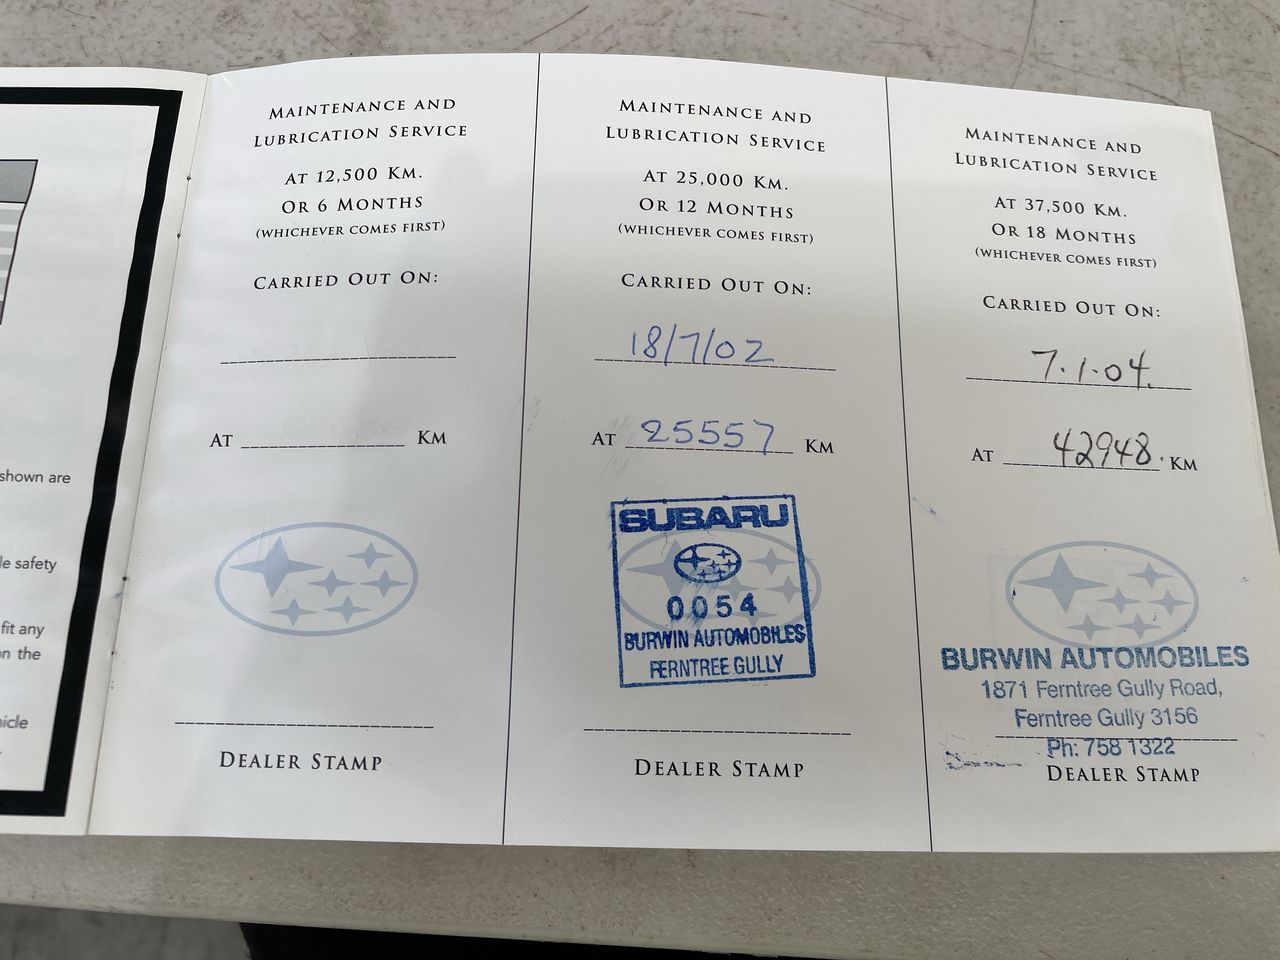 shown are
le safety
fit any
on the
icle
MAINTENANCE AND
LUBRICATION SERVICE
AT 12,500 KM.
OR 6 MONTHS
(WHICHEVER COMES FIRST)
CARRIED OUT ON:
AT KM
DEALER STAMP
MAINTENANCE AND
LUBRICATION SERVICE
AT 25,000 KM.
OR 12 MONTHS
(WHICHEVER COMES FIRST)
CARRIED OUT ON:
18/7/02
AT 25557 KM
SUBARU
0054
BURWIN AUTOMOBILES
FERNTREE GULLY
DEALER STAMP
MAINTENANCE AND
LUBRICATION SERVICE
AT 37,500 KM.
OR 18 MONTHS
(WHICHEVER COMES FIRST)
CARRIED OUT ON:
7.1.04.
AT 42948. KM
BURWIN AUTOMOBILES
1871 Ferntree Gully Road,
Ferntree Gully 3156
Ph: 758 1322
DEALER STAMP